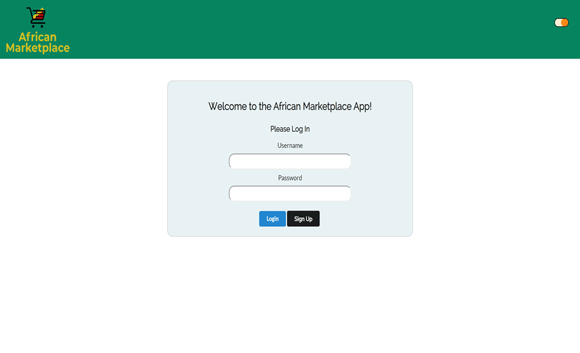 African
Marketplace
Welcome to the African Marketplace App!
Please Log In
Username
Password
Login
Sign Up